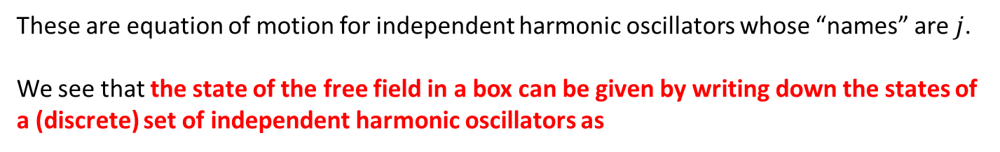 These are equation of motion for independent harmonic oscillators whose “names” are j.
We see that the state of the free field in a box can be given by writing down the states of
a (discrete) set of independent harmonic oscillators as